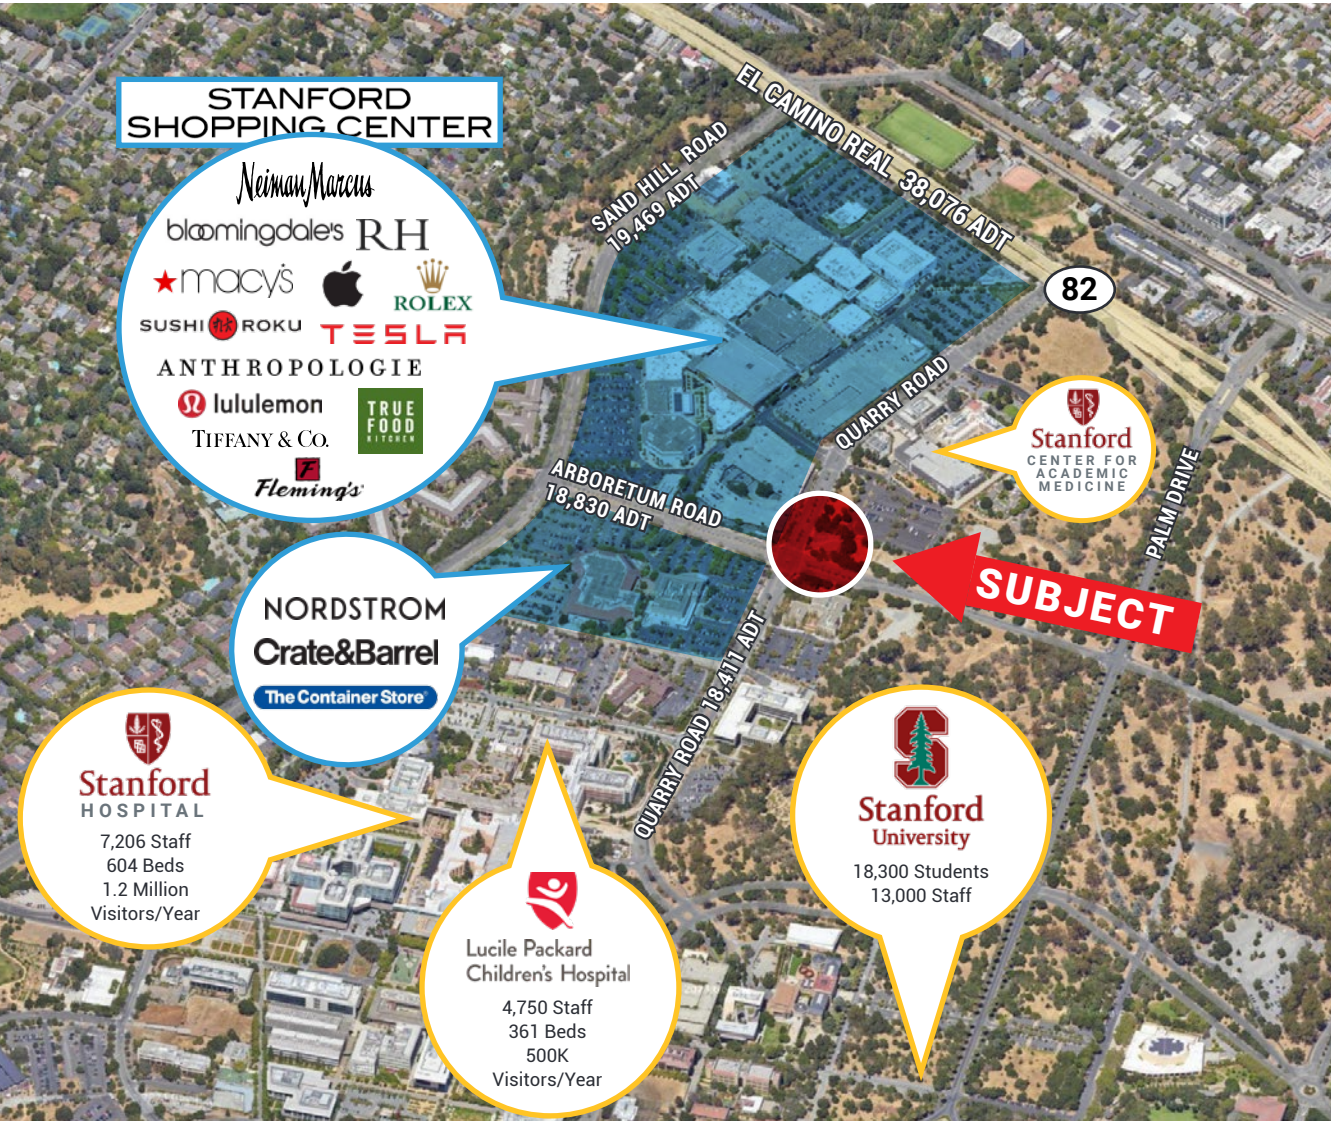 STANFORD
SHOPPING CENTER
Neiman Marcus
bloomingdale's RH
macy's
ROLEX
SUSHI ROKU TESLA
ANTHROPOLOGIE
lululemon
TRUE
FOOD
KITCHEN
TIFFANY & CO.
F
Fleming's
EL CAMINO REAL 38,076 ADT
SAND HILL ROAD
19,469 ADT
82
QUARRY ROAD
Stanford
CENTER FOR
ACADEMIC
MEDICINE
PALM DRIVE
ARBORETUM ROAD
18,830 ADT
SUBJECT
NORDSTROM
Crate&Barrel
The Container Store®
QUARRY ROAD 18,411 ADT
Stanford
HOSPITAL
7,206 Staff
604 Beds
1.2 Million
Visitors/Year
Lucile Packard
Children's Hospital
4,750 Staff
361 Beds
500K
Visitors/Year
S
Stanford
University
18,300 Students
13,000 Staff